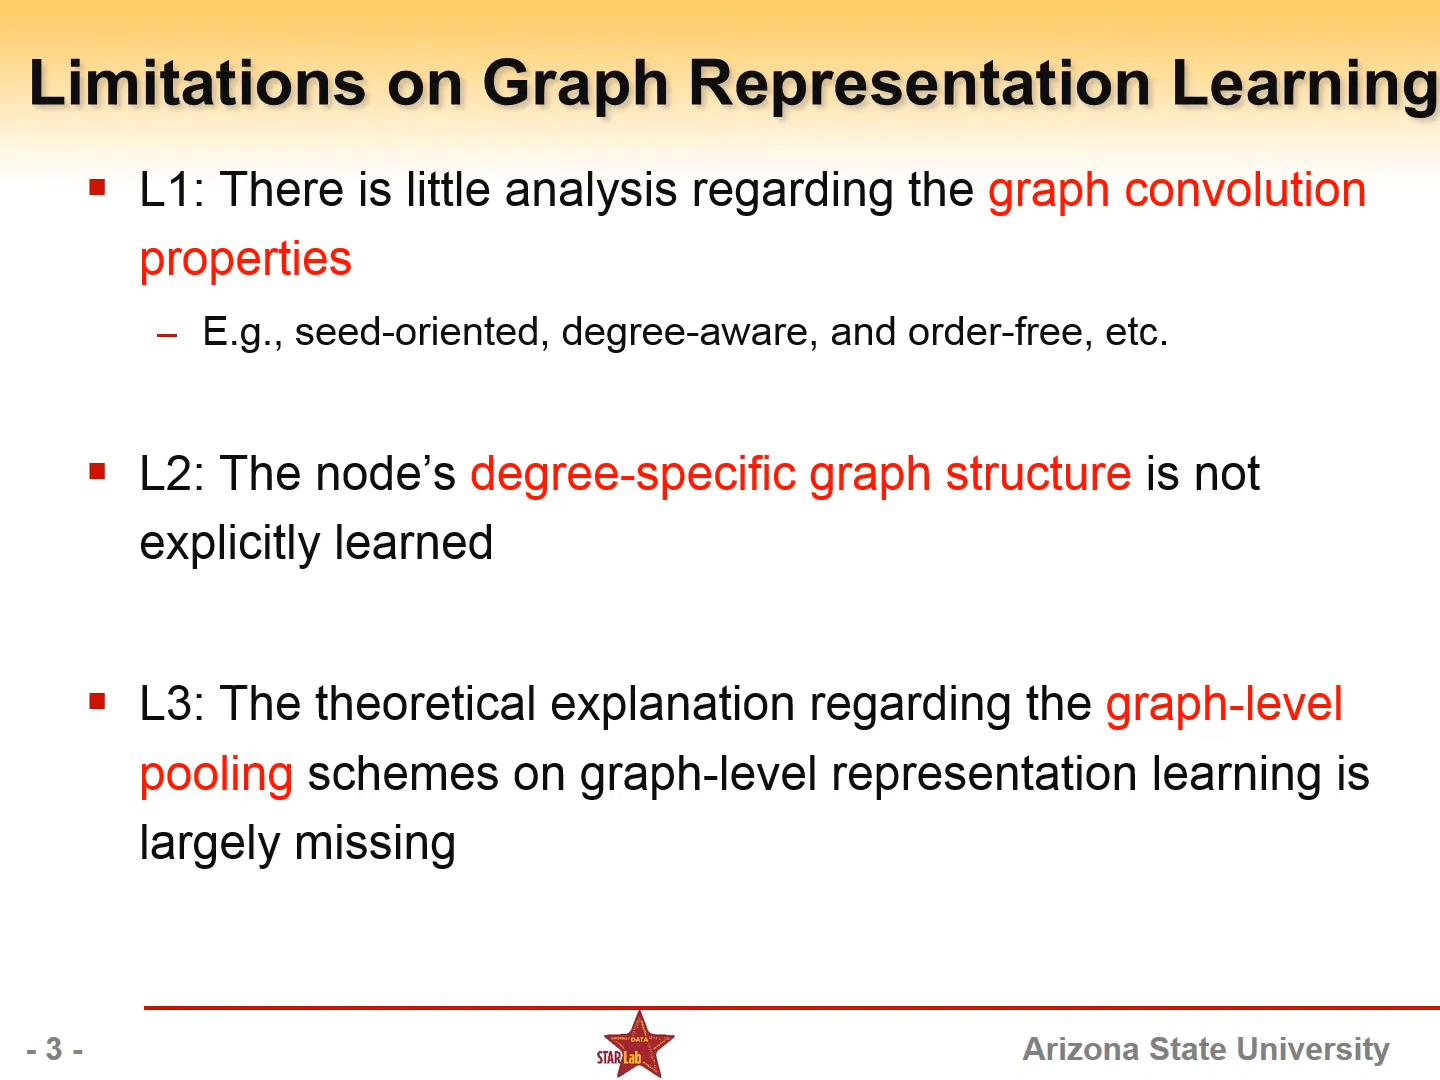 Limitations on Graph Representation Learning
L1: There is little analysis regarding the graph convolution
properties
– E.g., seed-oriented, degree-aware, and order-free, etc.
L2: The node’s degree-specific graph structure is not
explicitly learned
L3: The theoretical explanation regarding the graph-level
pooling schemes on graph-level representation learning is
largely missing
- 3 -
DATA
STAR Lab
Arizona State University